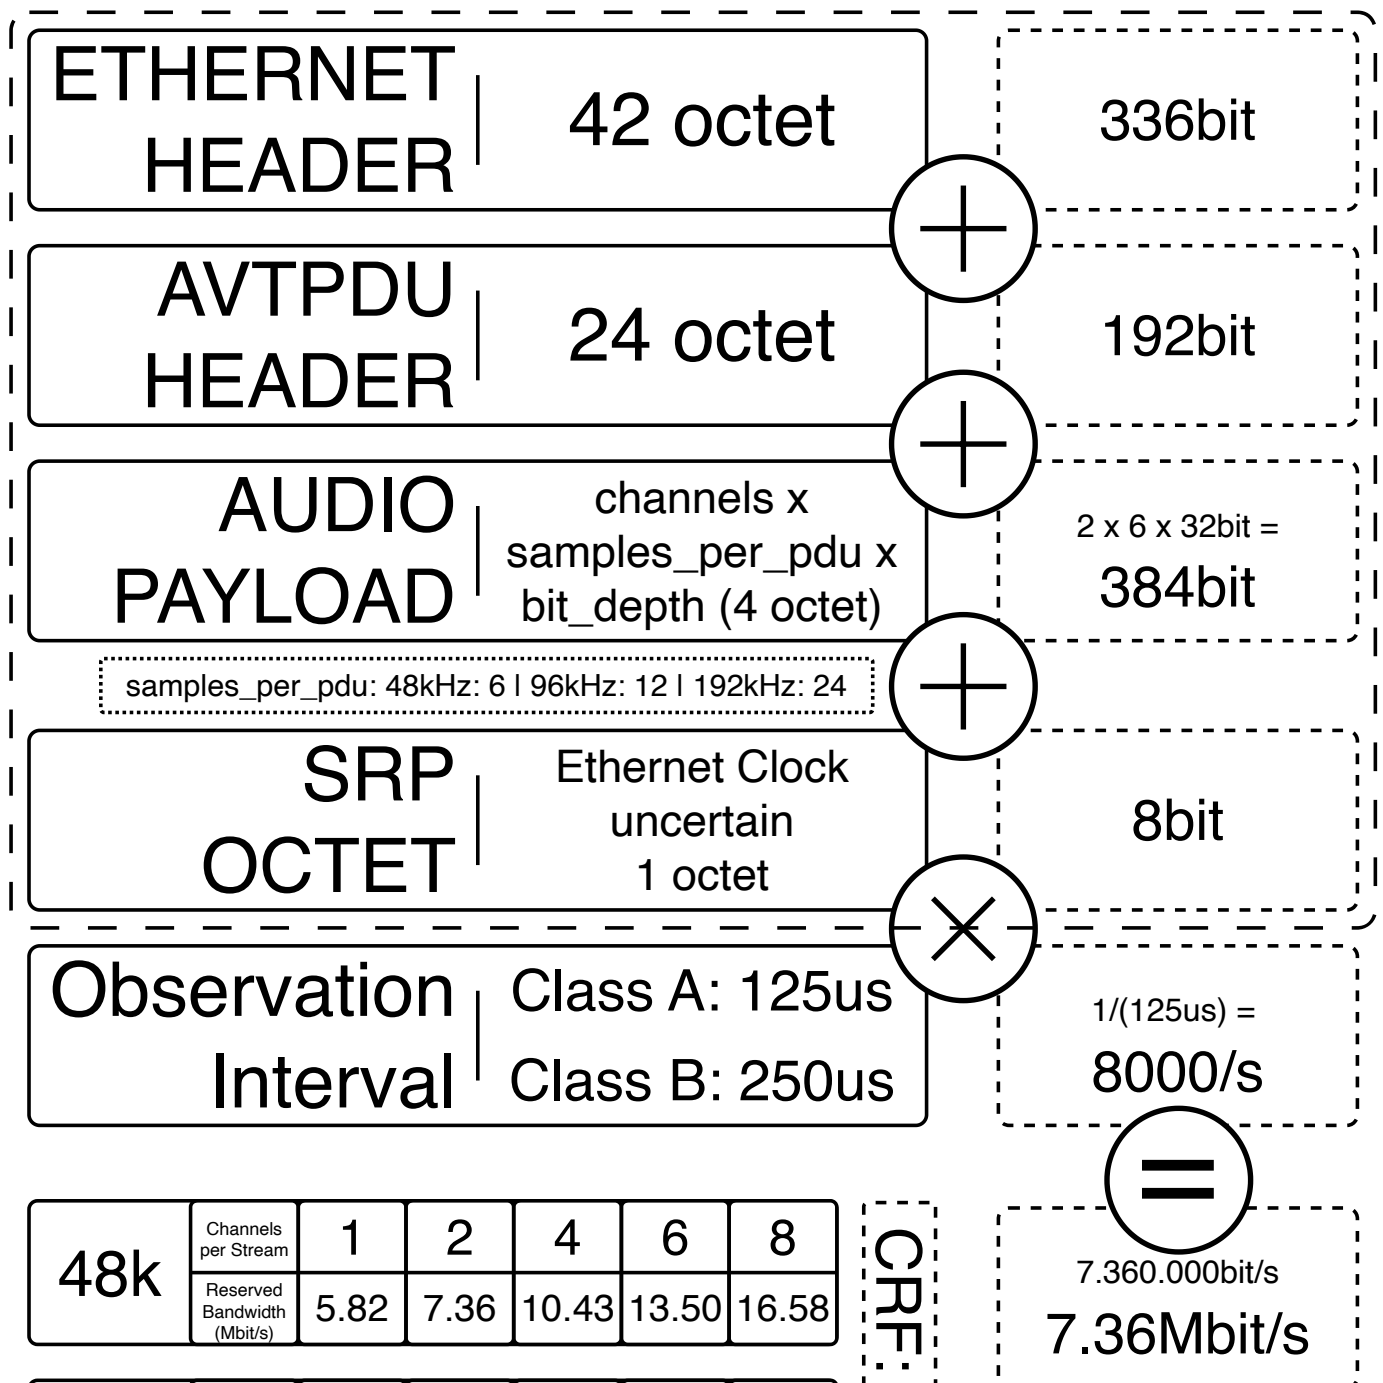 ETHERNET
HEADER
42 octet
336bit
AVTPDU
HEADER
24 octet
192bit
AUDIO
PAYLOAD
channels x
samples_per_pdu x
bit_depth (4 octet)
2 x 6 x 32bit =
384bit
samples_per_pdu: 48kHz: 6 | 96kHz: 12 | 192kHz: 24
SRP
OCTET
Ethernet Clock
uncertain
1 octet
8bit
Observation
Interval
Class A: 125us
Class B: 250us
1/(125us) =
8000/s
=
7.360.000bit/s
7.36Mbit/s
48k
Channels
per Stream
1
2
4
6
8
Reserved
Bandwidth
(Mbit/s)
5.82
7.36
10.43
13.50
16.58
CRF: